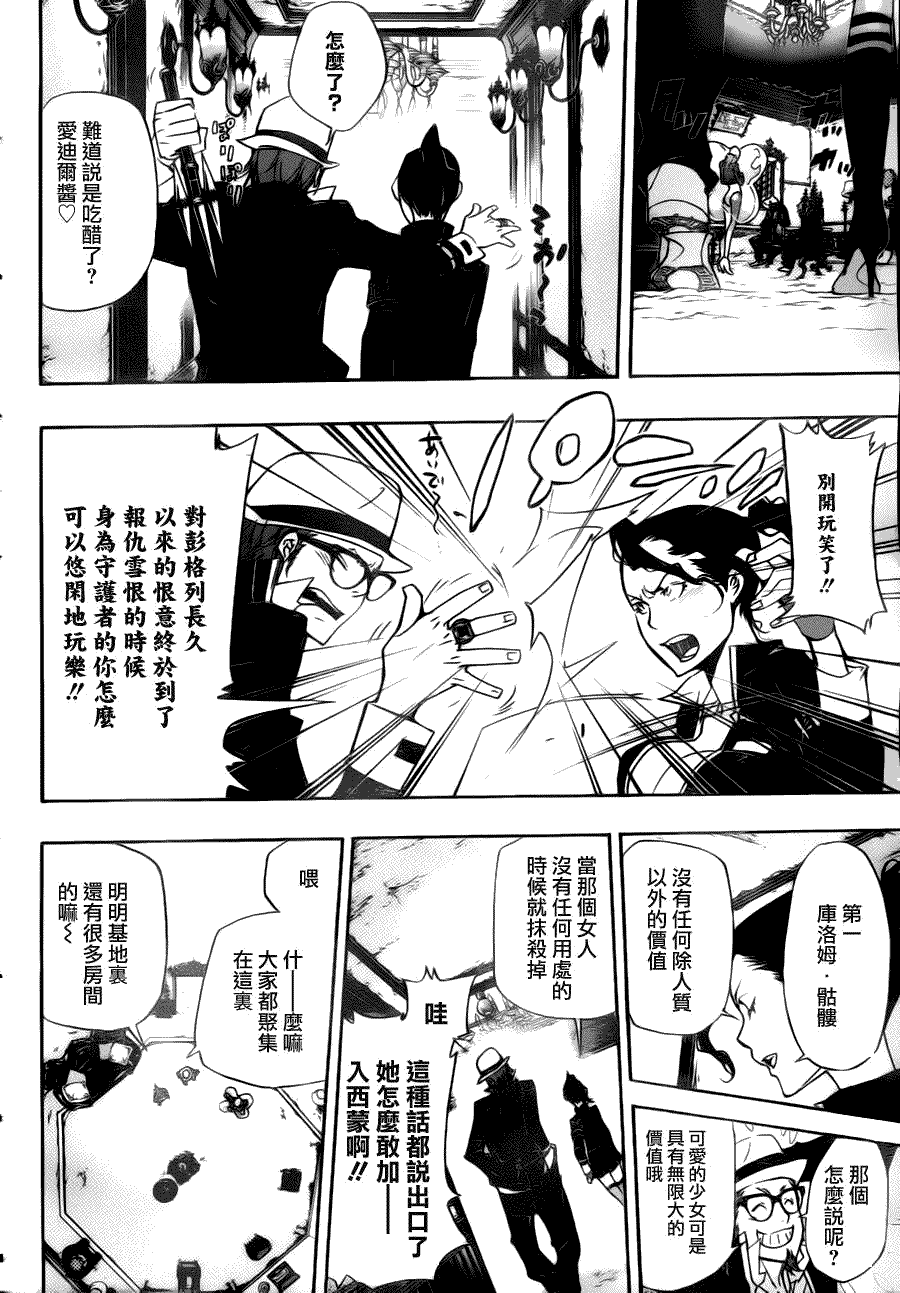 怎麼了?
難道說是吃醋了?
愛迪爾醬♡
別開玩笑了!!
對彭格列長久
以來的恨意終於到了
報仇雪恨的時候
身為守護者的你怎麼
可以悠閑地玩樂!!
第一
庫洛姆·骷髏
沒有任何除人質
以外的價值
那個
怎麼說呢?
可愛的少女可是
具有無限大的
價值哦
當那個女人
沒有任何用處的
時候就抹殺掉
哇
這種話都說出口了
她怎麼敢加——
入西蒙啊!!
喂
什——麼嘛
大家都聚集
在這裏
明明基地裏
還有很多房間
的嘛~